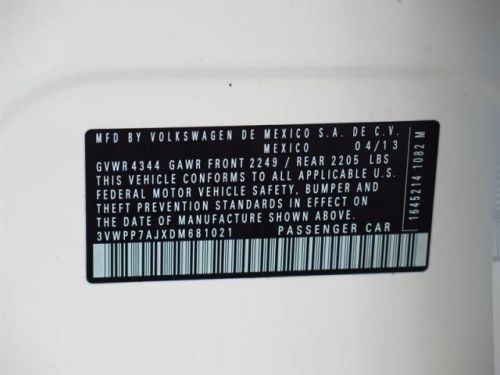 MFD BY VOLKSWAGEN DE MEXICO S.A. DE C.V.
MEXICO 04/13
GVWR 4344 GAWR FRONT 2249 / REAR 2205 LBS
THIS VEHICLE CONFORMS TO ALL APPLICABLE U.S.
FEDERAL MOTOR VEHICLE SAFETY, BUMPER AND
THEFT PREVENTION STANDARDS IN EFFECT ON
THE DATE OF MANUFACTURE SHOWN ABOVE.
3VWPP7AJXDM681021 PASSENGER CAR
1645214 1082 M